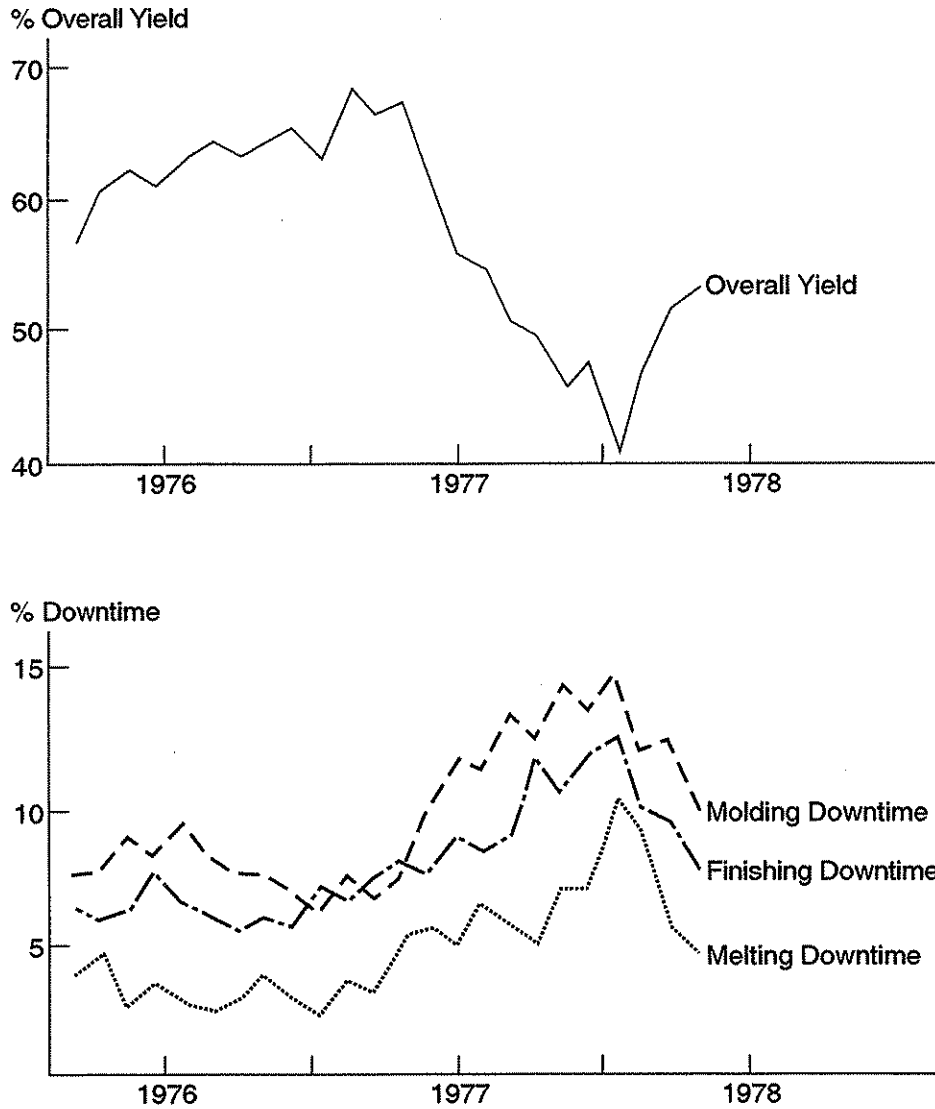 % Overall Yield
70
60
50
40
Overall Yield
1976 1977 1978
% Downtime
15
10
5
Molding Downtime
Finishing Downtime
Melting Downtime
1976 1977 1978